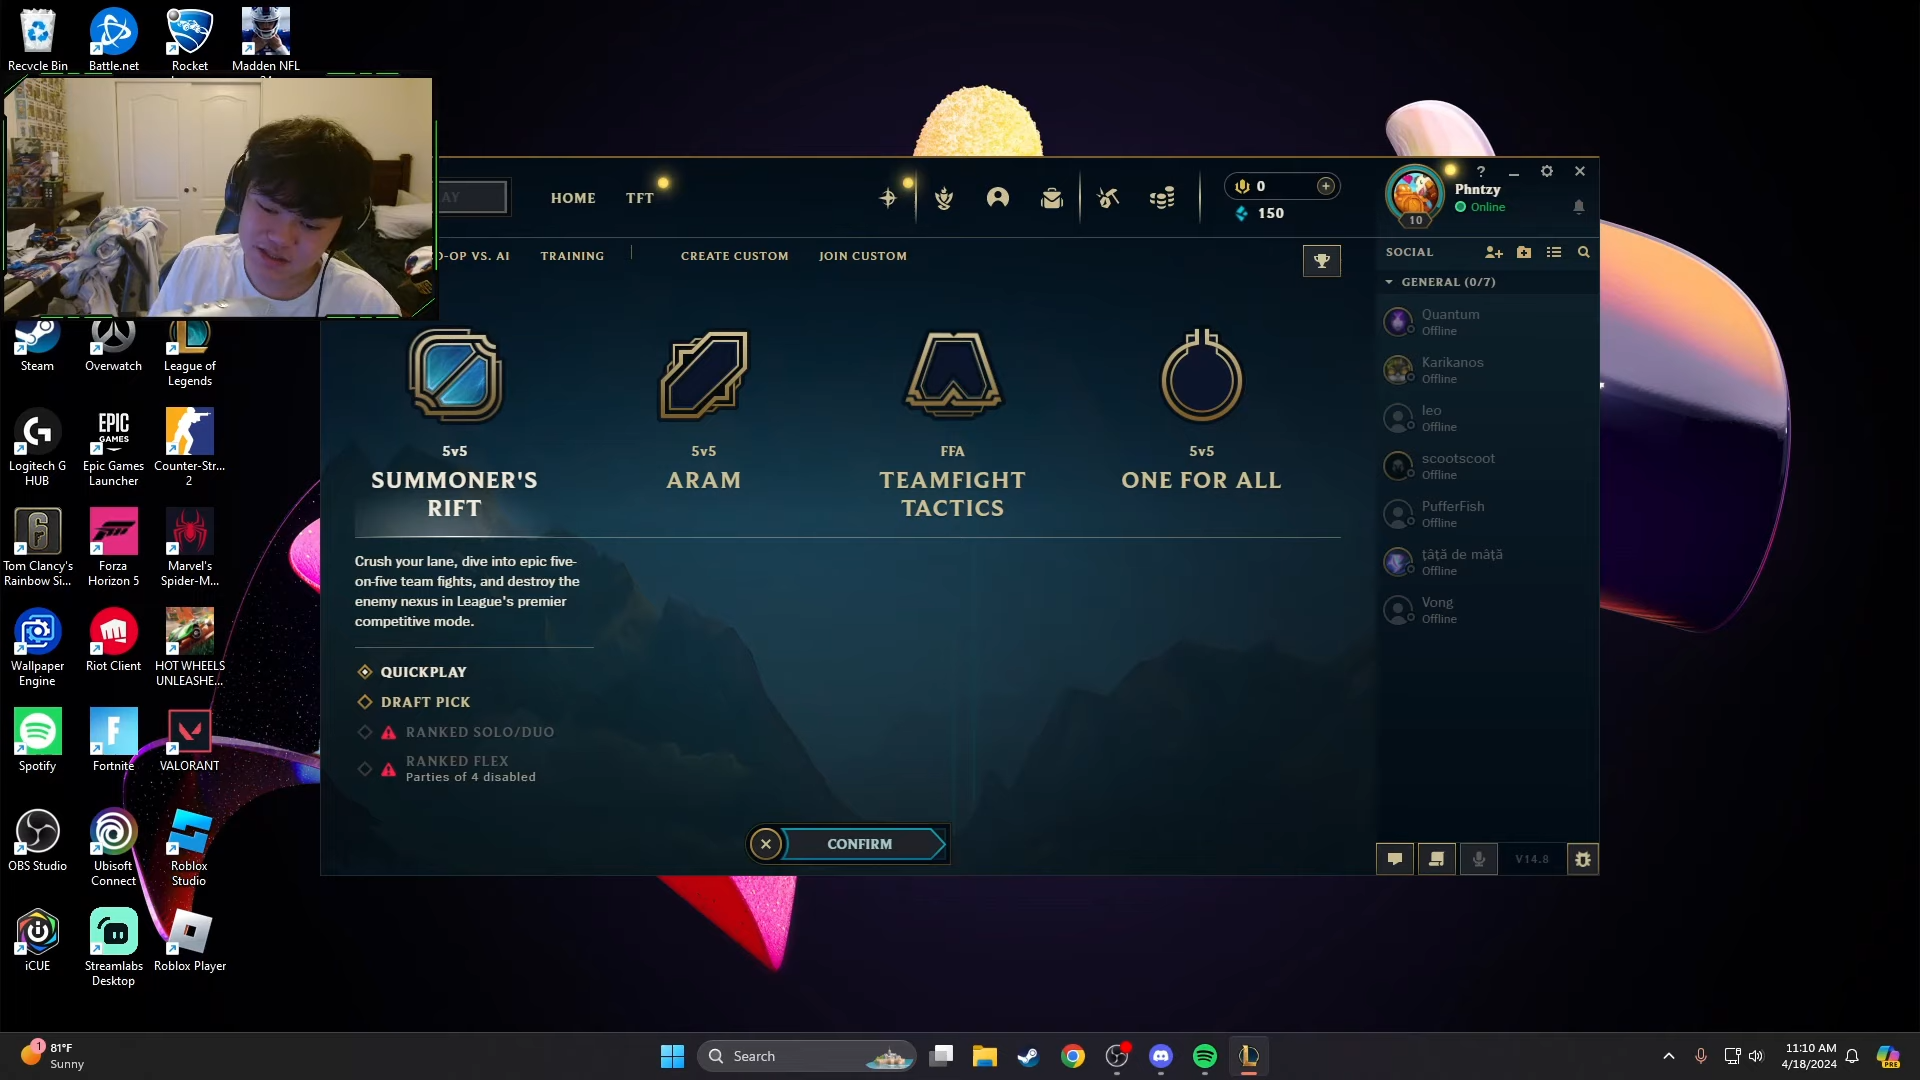 Recycle Bin
Battle.net
Rocket
Madden NFL
HOME
TFT
0
150
Phntzy
Online
10
CO-OP VS. AI
TRAINING
CREATE CUSTOM
JOIN CUSTOM
SOCIAL
GENERAL (0/7)
Quantum
Offline
Karikanos
Offline
leo
Offline
scootscoot
Offline
PufferFish
Offline
țâță de mâță
Offline
Vong
Offline
Steam
Overwatch
League of
Legends
5v5
SUMMONER'S
RIFT
5v5
ARAM
FFA
TEAMFIGHT
TACTICS
5v5
ONE FOR ALL
Crush your lane, dive into epic five-
on-five team fights, and destroy the
enemy nexus in League's premier
competitive mode.
QUICKPLAY
DRAFT PICK
RANKED SOLO/DUO
RANKED FLEX
Parties of 4 disabled
CONFIRM
V14.8
EPIC
GAMES
Logitech G
HUB
Epic Games
Launcher
Counter-Str...
2
Tom Clancy's
Rainbow Si...
Forza
Horizon 5
Marvel's
Spider-M...
Wallpaper
Engine
Riot Client
HOT WHEELS
UNLEASHE...
Spotify
Fortnite
VALORANT
OBS Studio
Ubisoft
Connect
Roblox
Studio
iCUE
Streamlabs
Desktop
Roblox Player
1
81°F
Sunny
Search
11:10 AM
4/18/2024
PRE